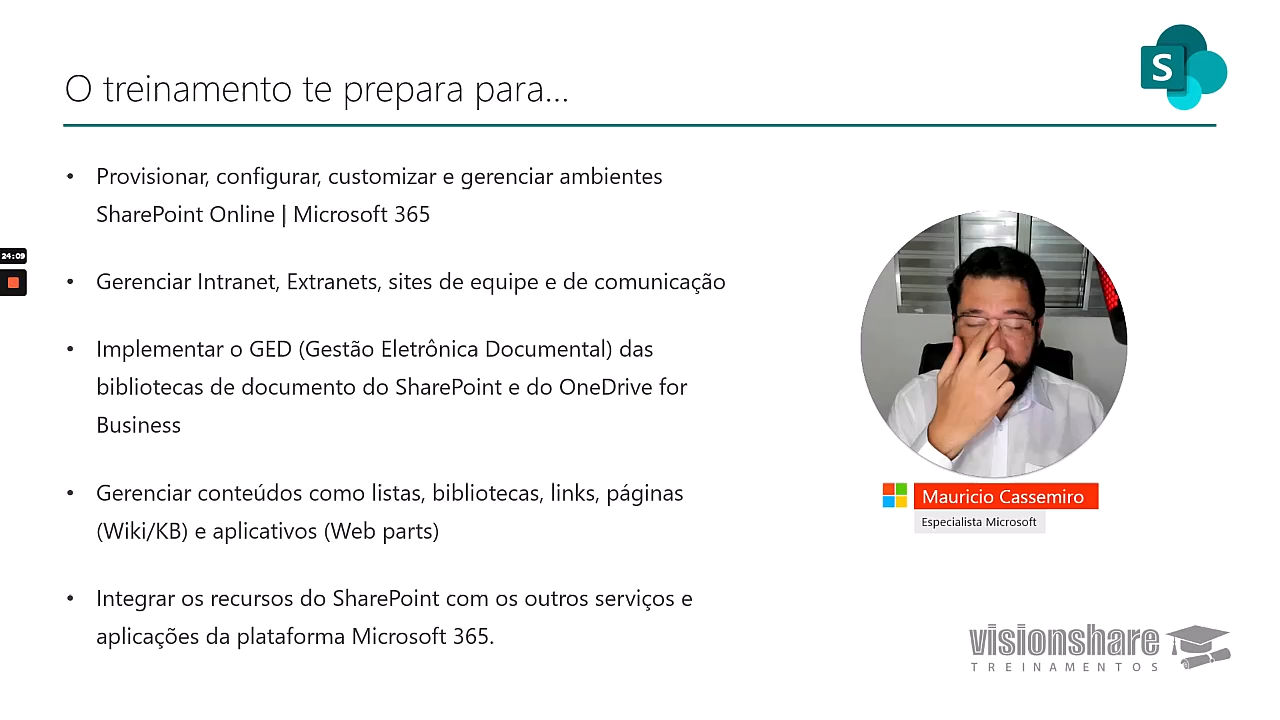 O treinamento te prepara para...
S
• Provisionar, configurar, customizar e gerenciar ambientes
SharePoint Online | Microsoft 365
24:09
• Gerenciar Intranet, Extranets, sites de equipe e de comunicação
• Implementar o GED (Gestão Eletrônica Documental) das
bibliotecas de documento do SharePoint e do OneDrive for
Business
• Gerenciar conteúdos como listas, bibliotecas, links, páginas
(Wiki/KB) e aplicativos (Web parts)
• Integrar os recursos do SharePoint com os outros serviços e
aplicações da plataforma Microsoft 365.
Mauricio Cassemiro
Especialista Microsoft
visionshare
TREINAMENTOS